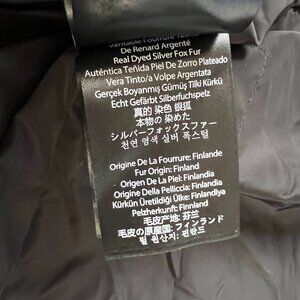 Véritable Fourrure Teinte
De Renard Argenté
Real Dyed Silver Fox Fur
Auténtica Teñida Piel De Zorro Plateado
Vera Tinto/a Volpe Argentata
Gerçek Boyanmış Gümüş Tilki Kürkü
Echt Gefärbt Silberfuchspelz
真的 染色 銀狐
本物の 染めた
シルバーフォックスファー
천연 염색 실버 폭스털
Origine De La Fourrure: Finlande
Fur Origin: Finland
Origen De La Piel: Finlandia
Origine Della Pelliccia: Finlandia
Kürkün Üretildiği Ülke: Finlandiya
Pelzherkunft: Finnland
毛皮产地: 芬兰
毛皮の原産国: フィンランド
털 원산지: 핀란드